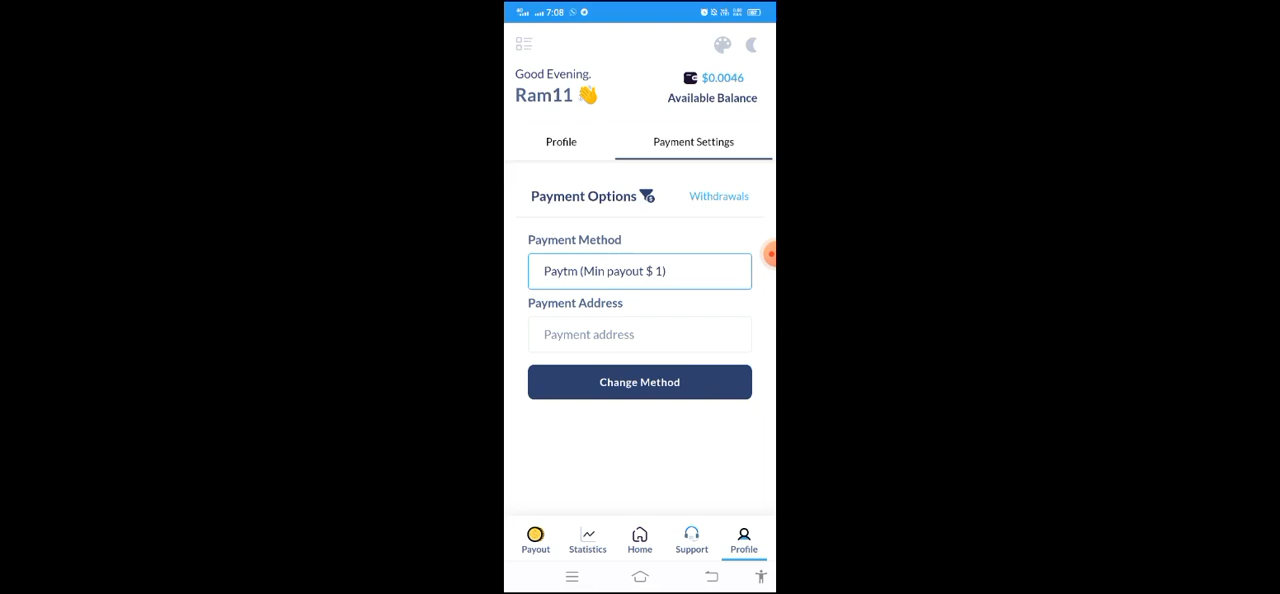 7:08
Good Evening.
$0.0046
Ram11
Available Balance
Profile
Payment Settings
Payment Options
Withdrawals
Payment Method
Paytm (Min payout $ 1)
Payment Address
Payment address
Change Method
Payout
Statistics
Home
Support
Profile